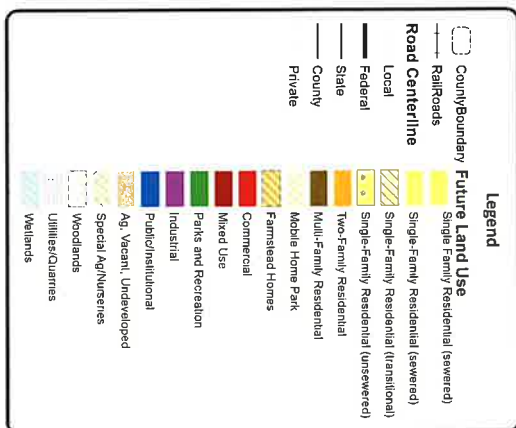 Legend
CountyBoundary
RailRoads
Road Centerline
Local
Federal
State
County
Private
Future Land Use
Single Family Residential (sewered)
Single-Family Residential (sewered)
Single-Family Residential (transitional)
Single-Family Residential (unsewered)
Two-Family Residential
Multi-Family Residential
Mobile Home Park
Farmstead Homes
Commercial
Mixed Use
Parks and Recreation
Industrial
Public/Institutional
Ag, Vacant, Undeveloped
Special Ag/Nurseries
Woodlands
Utilities/Quarries
Wetlands